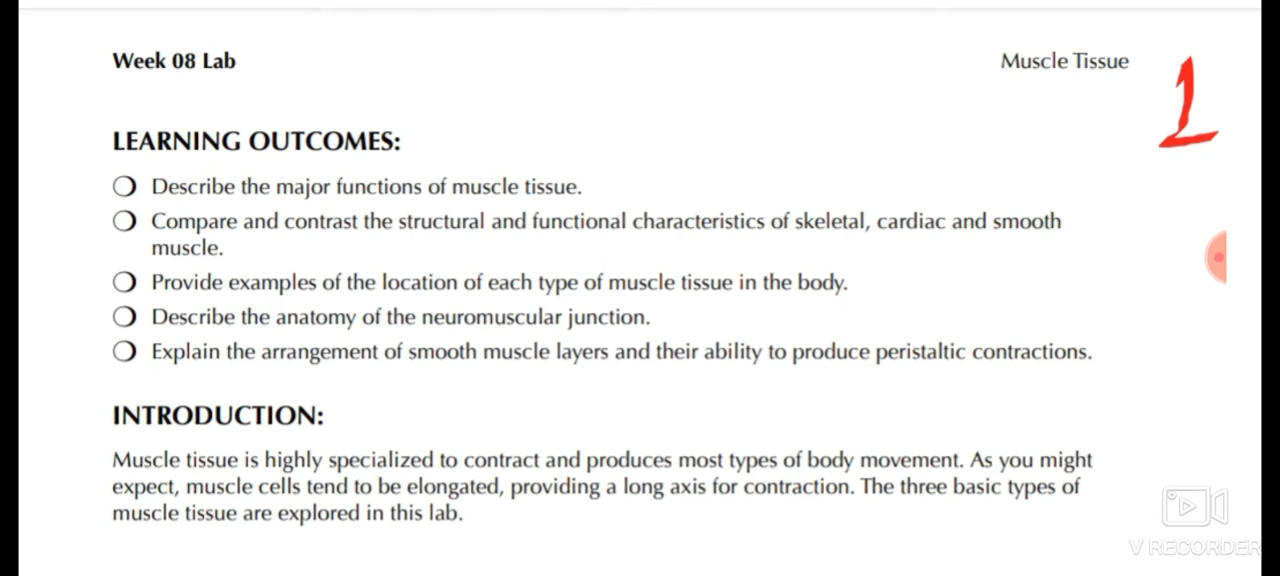 Week 08 Lab
Muscle Tissue
1
LEARNING OUTCOMES:
Describe the major functions of muscle tissue.
Compare and contrast the structural and functional characteristics of skeletal, cardiac and smooth
muscle.
Provide examples of the location of each type of muscle tissue in the body.
Describe the anatomy of the neuromuscular junction.
Explain the arrangement of smooth muscle layers and their ability to produce peristaltic contractions.
INTRODUCTION:
Muscle tissue is highly specialized to contract and produces most types of body movement. As you might
expect, muscle cells tend to be elongated, providing a long axis for contraction. The three basic types of
muscle tissue are explored in this lab.
V RECORDER